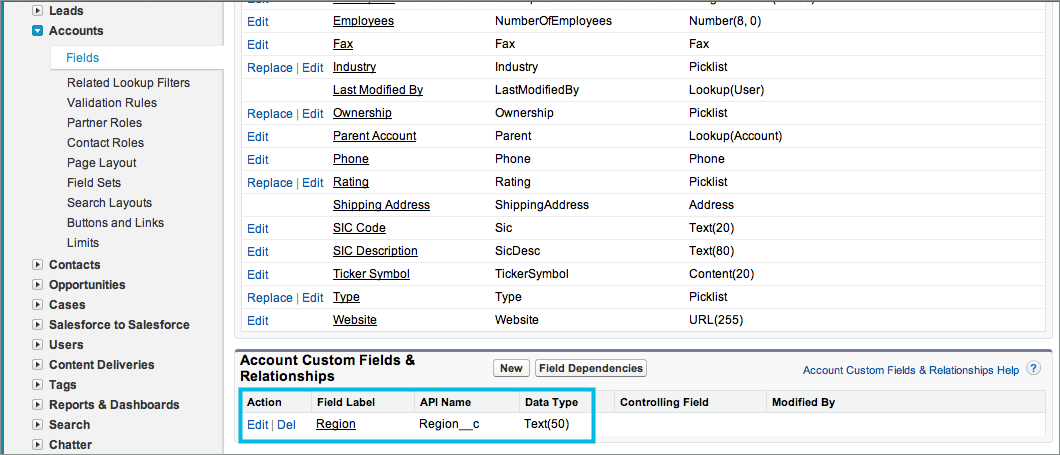 Leads
Accounts
Fields
Related Lookup Filters
Validation Rules
Partner Roles
Contact Roles
Page Layout
Field Sets
Search Layouts
Buttons and Links
Limits
Contacts
Opportunities
Cases
Salesforce to Salesforce
Users
Content Deliveries
Tags
Reports & Dashboards
Search
Chatter
Edit Employees NumberOfEmployees Number(8, 0)
Edit Fax Fax Fax
Replace | Edit Industry Industry Picklist
Last Modified By LastModifiedBy Lookup(User)
Replace | Edit Ownership Ownership Picklist
Edit Parent Account Parent Lookup(Account)
Edit Phone Phone Phone
Replace | Edit Rating Rating Picklist
Shipping Address ShippingAddress Address
Edit SIC Code Sic Text(20)
Edit SIC Description SicDesc Text(80)
Edit Ticker Symbol TickerSymbol Content(20)
Replace | Edit Type Type Picklist
Edit Website Website URL(255)
Account Custom Fields &
Relationships
New Field Dependencies
Account Custom Fields & Relationships Help ?
Action Field Label API Name Data Type Controlling Field Modified By
Edit | Del Region Region__c Text(50)